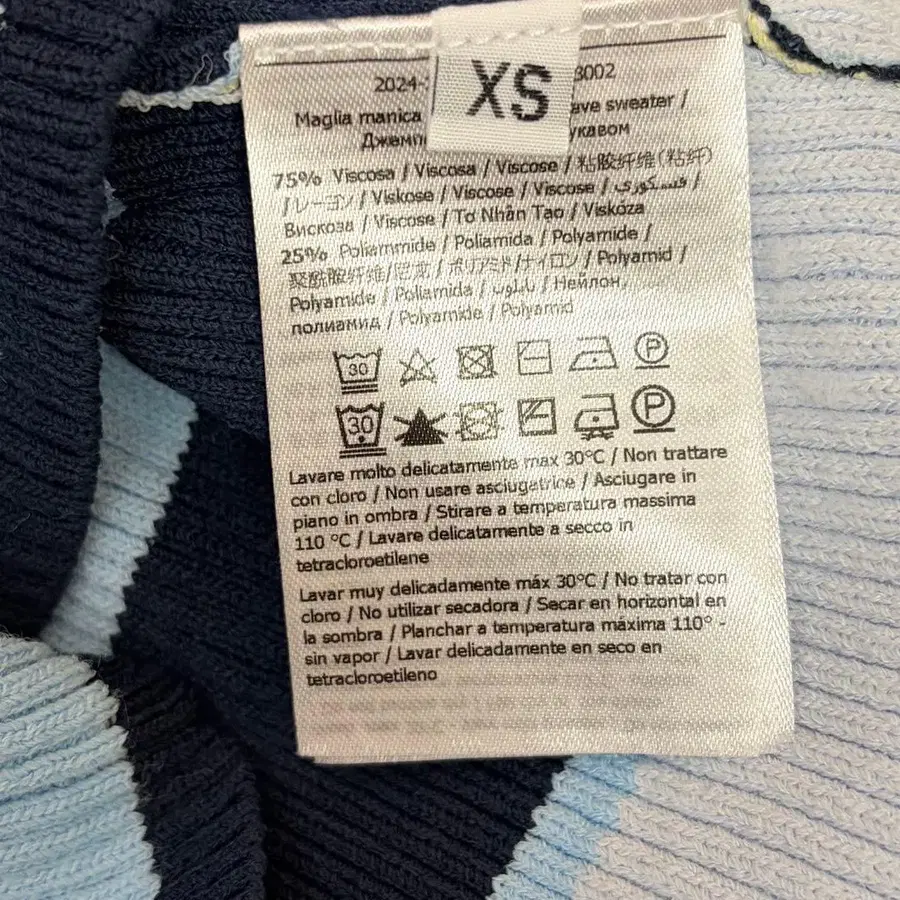 XS
2024- 3002
Maglia manica ave sweater /
Джемп укавом
75% Viscosa / Viscosa / Viscose / 粘胶纤维(粘纤)
/ レーヨン / Viskose / Viscose / Viscose / فسكوزي /
Вискоза / Viscose / Tơ Nhân Tạo / Viskóza
25% Poliammide / Poliamida / Polyamide /
聚酰胺纤维/尼龙 / ポリアミド/ナイロン / Polyamid /
Polyamide / Poliamida / نايلون / Нейлон,
полиамид / Polyamide / Polyamid
30 P
30 P
Lavare molto delicatamente max 30°C / Non trattare
con cloro / Non usare asciugatrice / Asciugare in
piano in ombra / Stirare a temperatura massima
110 °C / Lavare delicatamente a secco in
tetracloroetilene
Lavar muy delicadamente máx 30°C / No tratar con
cloro / No utilizar secadora / Secar en horizontal en
la sombra / Planchar a temperatura máxima 110° -
sin vapor / Lavar delicadamente en seco en
tetracloroetileno